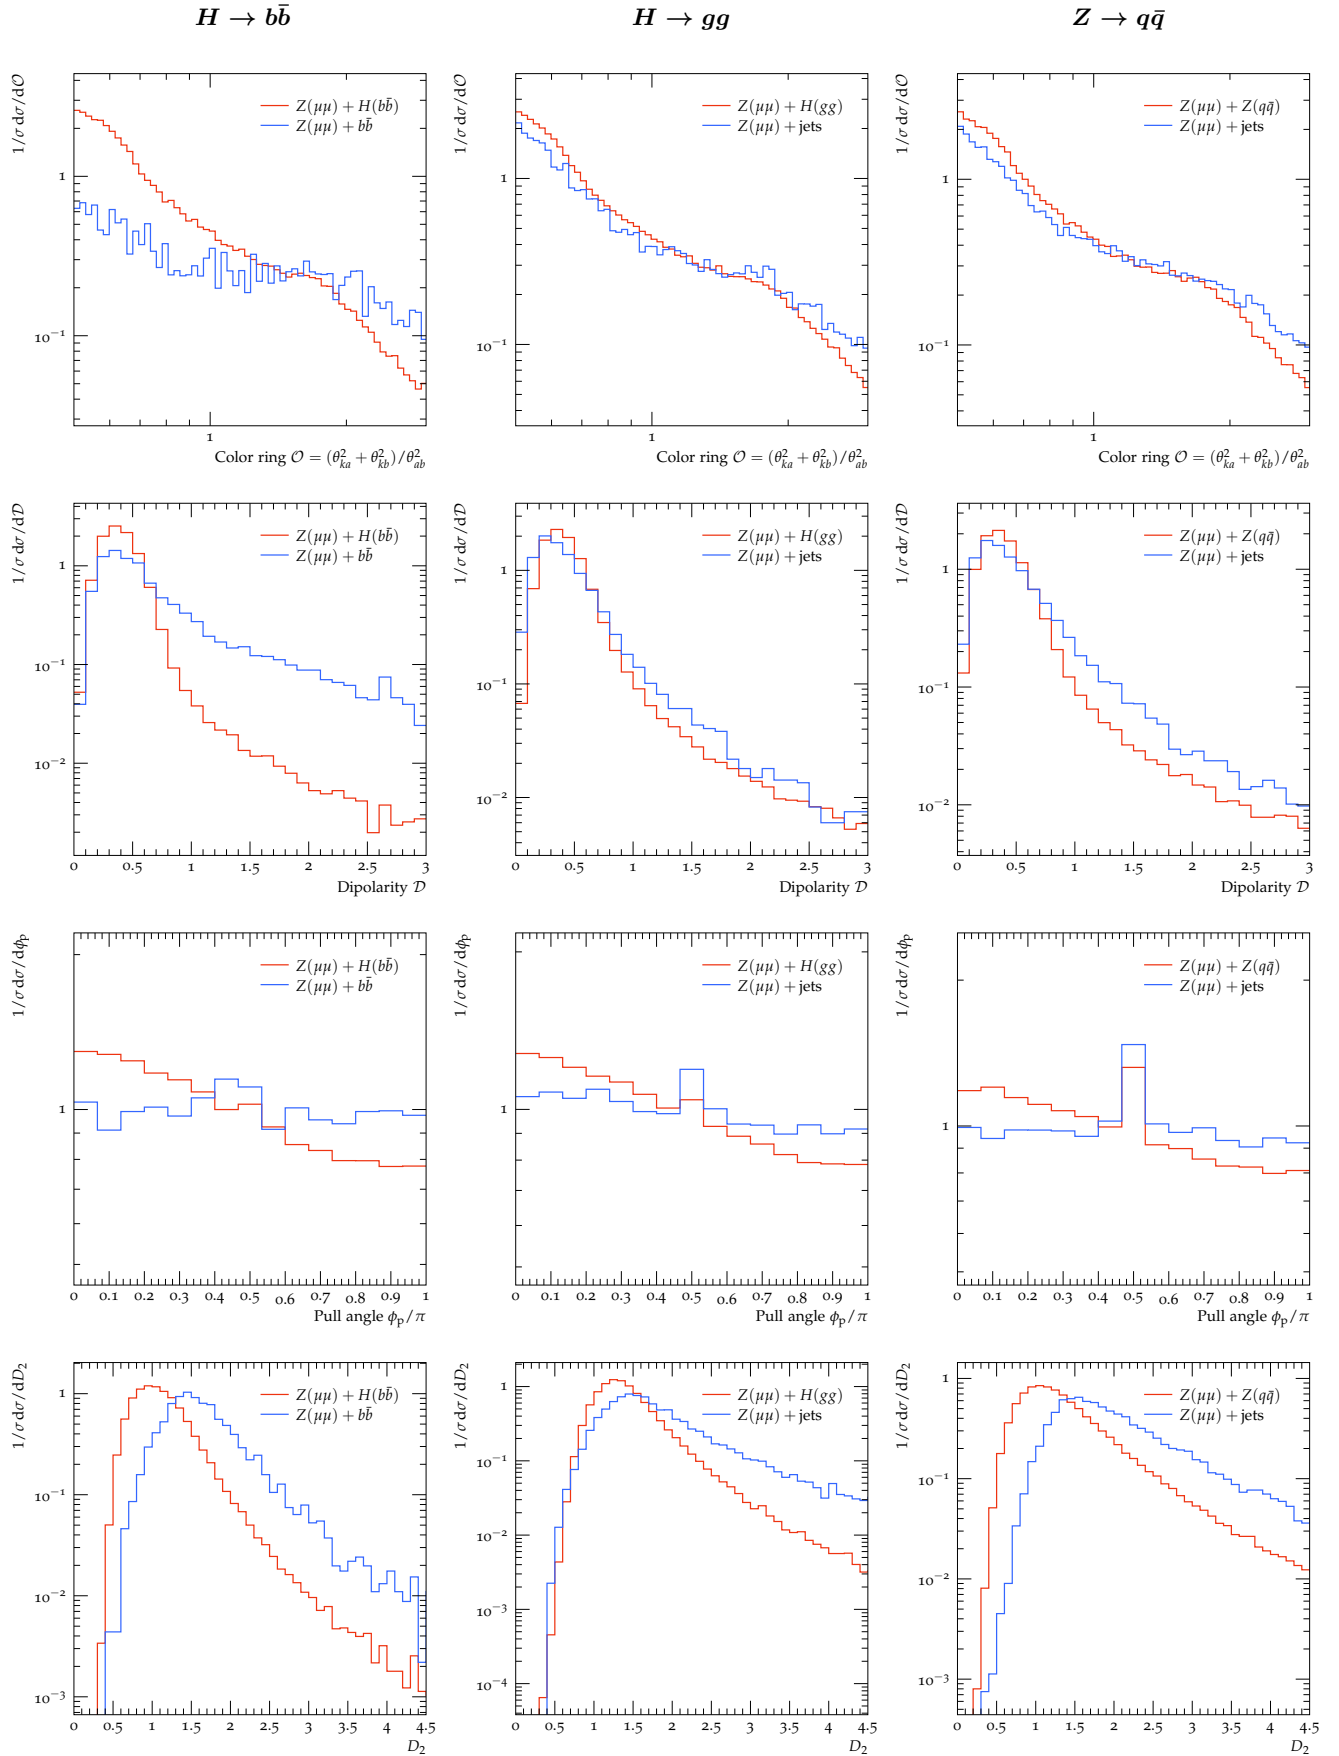 H → bb̄ H → gg Z → qq̄
1/σ dσ/dO 1/σ dσ/dO 1/σ dσ/dO
Z(μμ) + H(bb̄) Z(μμ) + H(gg) Z(μμ) + Z(qq̄)
Z(μμ) + bb̄ Z(μμ) + jets Z(μμ) + jets
1 1 1
10⁻¹ 10⁻¹ 10⁻¹
1 1 1
Color ring O = (θ²ka + θ²kb)/θ²ab Color ring O = (θ²ka + θ²kb)/θ²ab Color ring O = (θ²ka + θ²kb)/θ²ab
1/σ dσ/dD 1/σ dσ/dD 1/σ dσ/dD
Z(μμ) + H(bb̄) Z(μμ) + H(gg) Z(μμ) + Z(qq̄)
Z(μμ) + bb̄ Z(μμ) + jets Z(μμ) + jets
1 1 1
10⁻¹ 10⁻¹ 10⁻¹
10⁻² 10⁻² 10⁻²
0 0.5 1 1.5 2 2.5 3 0 0.5 1 1.5 2 2.5 3 0 0.5 1 1.5 2 2.5 3
Dipolarity D Dipolarity D Dipolarity D
1/σ dσ/dϕp 1/σ dσ/dϕp 1/σ dσ/dϕp
Z(μμ) + H(bb̄) Z(μμ) + H(gg) Z(μμ) + Z(qq̄)
Z(μμ) + bb̄ Z(μμ) + jets Z(μμ) + jets
1 1 1
0 0.1 0.2 0.3 0.4 0.5 0.6 0.7 0.8 0.9 1 0 0.1 0.2 0.3 0.4 0.5 0.6 0.7 0.8 0.9 1 0 0.1 0.2 0.3 0.4 0.5 0.6 0.7 0.8 0.9 1
Pull angle ϕp/π Pull angle ϕp/π Pull angle ϕp/π
1/σ dσ/dD₂ 1/σ dσ/dD₂ 1/σ dσ/dD₂
Z(μμ) + H(bb̄) Z(μμ) + H(gg) Z(μμ) + Z(qq̄)
Z(μμ) + bb̄ Z(μμ) + jets Z(μμ) + jets
1 1 1
10⁻¹ 10⁻¹ 10⁻¹
10⁻² 10⁻² 10⁻²
10⁻³ 10⁻³ 10⁻³
10⁻⁴
0 0.5 1 1.5 2 2.5 3 3.5 4 4.5 0 0.5 1 1.5 2 2.5 3 3.5 4 4.5 0 0.5 1 1.5 2 2.5 3 3.5 4 4.5
D₂ D₂ D₂